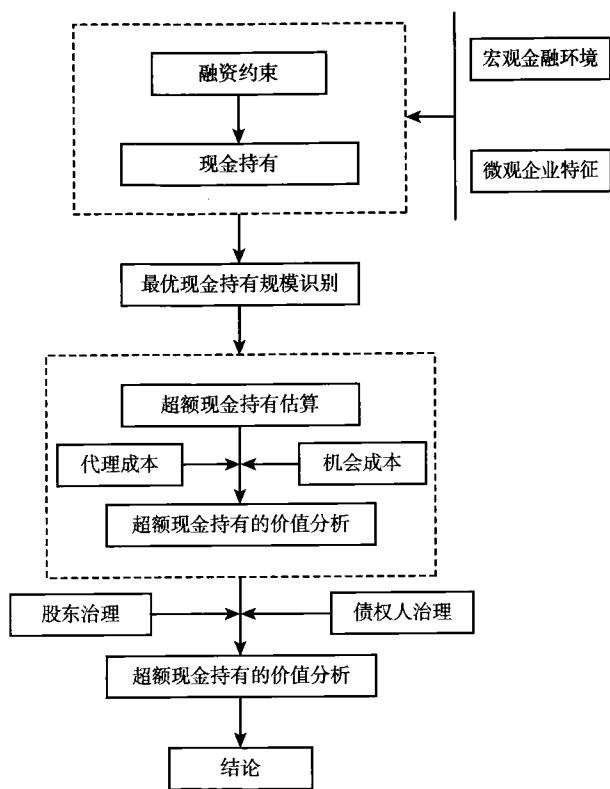 融资约束
宏观金融环境
现金持有
微观企业特征
最优现金持有规模识别
超额现金持有估算
代理成本
机会成本
超额现金持有的价值分析
股东治理
债权人治理
超额现金持有的价值分析
结论